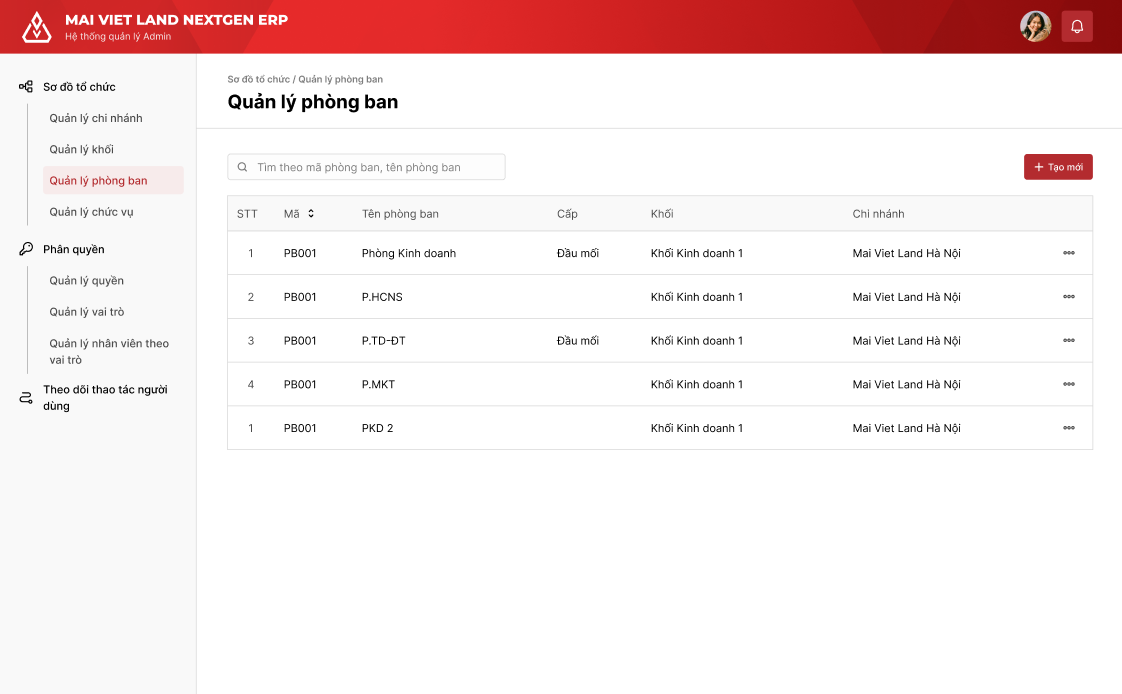 MAI VIET LAND NEXTGEN ERP
Hệ thống quản lý Admin
Sơ đồ tổ chức
Quản lý chi nhánh
Quản lý khối
Quản lý phòng ban
Quản lý chức vụ
Phân quyền
Quản lý quyền
Quản lý vai trò
Quản lý nhân viên theo
vai trò
Theo dõi thao tác người
dùng
Sơ đồ tổ chức / Quản lý phòng ban
Quản lý phòng ban
Tìm theo mã phòng ban, tên phòng ban
Tạo mới
STT Mã Tên phòng ban Cấp Khối Chi nhánh
1 PB001 Phòng Kinh doanh Đầu mối Khối Kinh doanh 1 Mai Viet Land Hà Nội
2 PB001 P.HCNS Khối Kinh doanh 1 Mai Viet Land Hà Nội
3 PB001 P.TD-ĐT Đầu mối Khối Kinh doanh 1 Mai Viet Land Hà Nội
4 PB001 P.MKT Khối Kinh doanh 1 Mai Viet Land Hà Nội
1 PB001 PKD 2 Khối Kinh doanh 1 Mai Viet Land Hà Nội